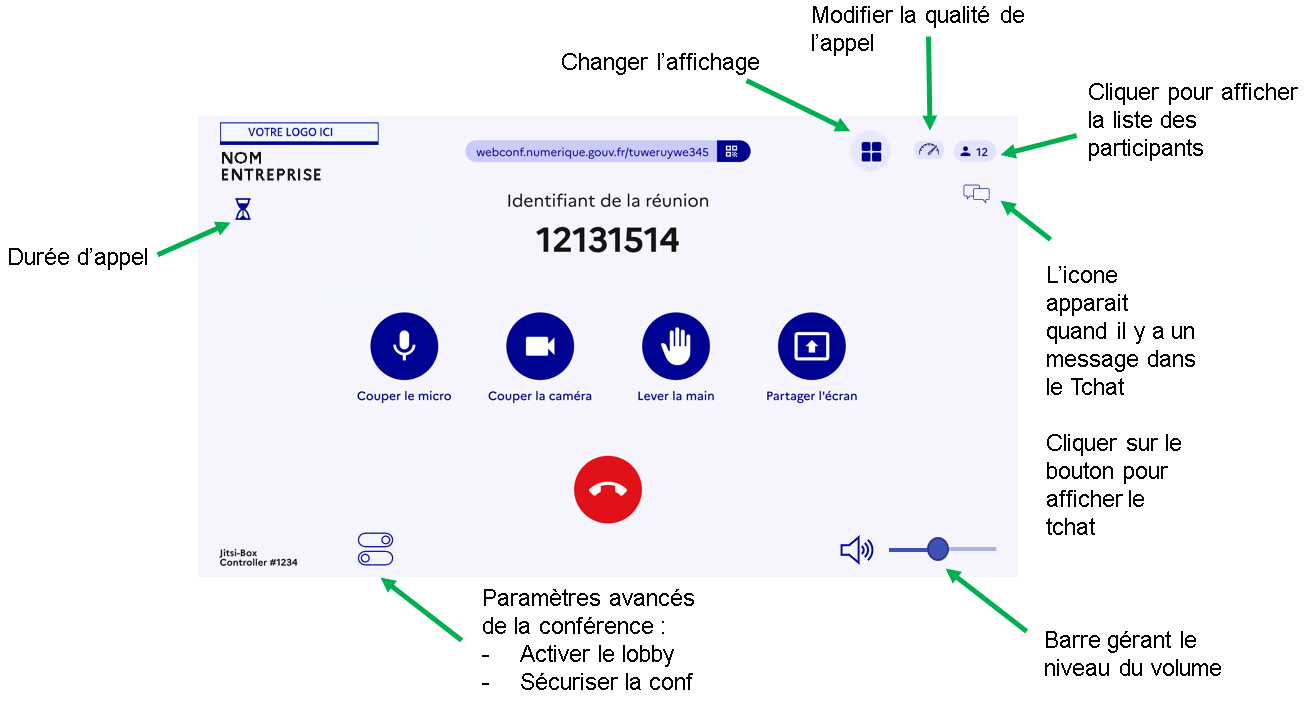 Modifier la qualité de
l'appel
Changer l'affichage
Cliquer pour afficher
la liste des
participants
VOTRE LOGO ICI
NOM
ENTREPRISE
webconf.numerique.gouv.fr/tuweruywe345
12
Identifiant de la réunion
12131514
Durée d'appel
L'icone
apparait
quand il y a un
message dans
le Tchat
Cliquer sur le
bouton pour
afficher le
tchat
Couper le micro
Couper la caméra
Lever la main
Partager l'écran
Jitsi-Box
Controller #1234
Paramètres avancés
de la conférence :
- Activer le lobby
- Sécuriser la conf
Barre gérant le
niveau du volume